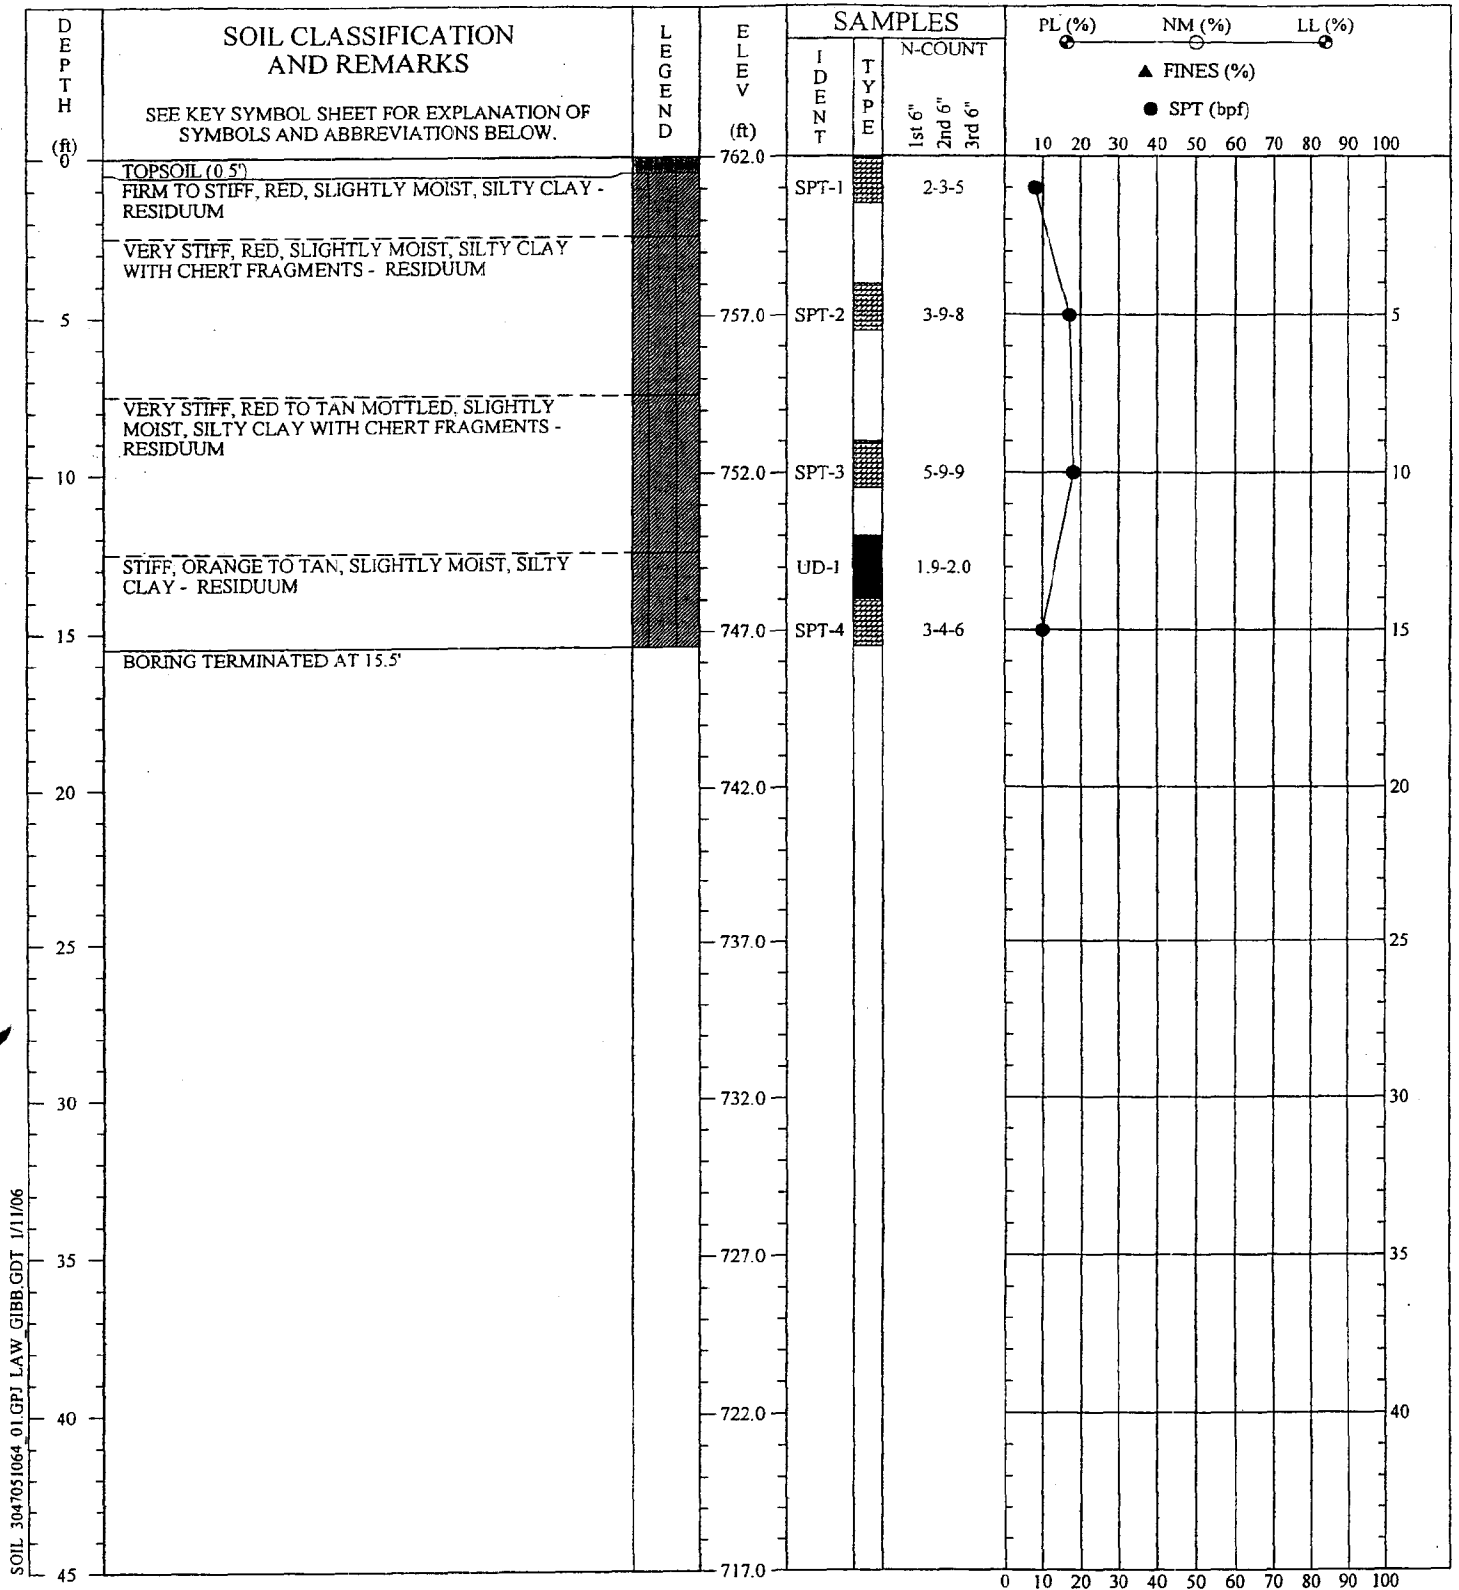 DEPTH (ft)
SOIL CLASSIFICATION
AND REMARKS
SEE KEY SYMBOL SHEET FOR EXPLANATION OF
SYMBOLS AND ABBREVIATIONS BELOW.
LEGEND
ELEV (ft)
SAMPLES
IDENT
TYPE
N-COUNT
1st 6"
2nd 6"
3rd 6"
PL (%) NM (%) LL (%)
▲ FINES (%)
● SPT (bpf)
10 20 30 40 50 60 70 80 90 100
0
TOPSOIL (0.5')
FIRM TO STIFF, RED, SLIGHTLY MOIST, SILTY CLAY -
RESIDUUM
762.0
SPT-1 2-3-5
VERY STIFF, RED, SLIGHTLY MOIST, SILTY CLAY
WITH CHERT FRAGMENTS - RESIDUUM
5 757.0 SPT-2 3-9-8 5
VERY STIFF, RED TO TAN MOTTLED, SLIGHTLY
MOIST, SILTY CLAY WITH CHERT FRAGMENTS -
RESIDUUM
10 752.0 SPT-3 5-9-9 10
STIFF, ORANGE TO TAN, SLIGHTLY MOIST, SILTY
CLAY - RESIDUUM
UD-1 1.9-2.0
15 747.0 SPT-4 3-4-6 15
BORING TERMINATED AT 15.5'
20 742.0 20
25 737.0 25
30 732.0 30
35 727.0 35
40 722.0 40
45 717.0
0 10 20 30 40 50 60 70 80 90 100
SOIL 3047051064_01.GPJ LAW_GIBB.GDT 1/11/06